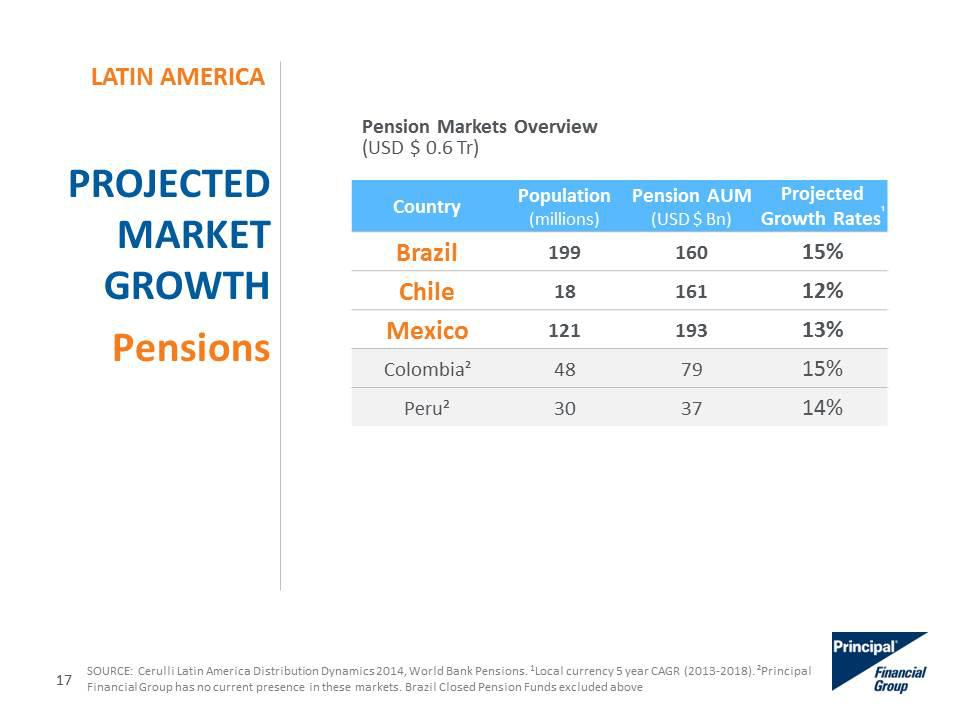 LATIN AMERICA
PROJECTED
MARKET
GROWTH
Pensions
Pension Markets Overview
(USD $ 0.6 Tr)
Country Population (millions) Pension AUM (USD $ Bn) Projected Growth Rates¹
Brazil 199 160 15%
Chile 18 161 12%
Mexico 121 193 13%
Colombia² 48 79 15%
Peru² 30 37 14%
17
SOURCE: Cerulli Latin America Distribution Dynamics 2014, World Bank Pensions. ¹Local currency 5 year CAGR (2013-2018). ²Principal
Financial Group has no current presence in these markets. Brazil Closed Pension Funds excluded above
Principal®
Financial
Group